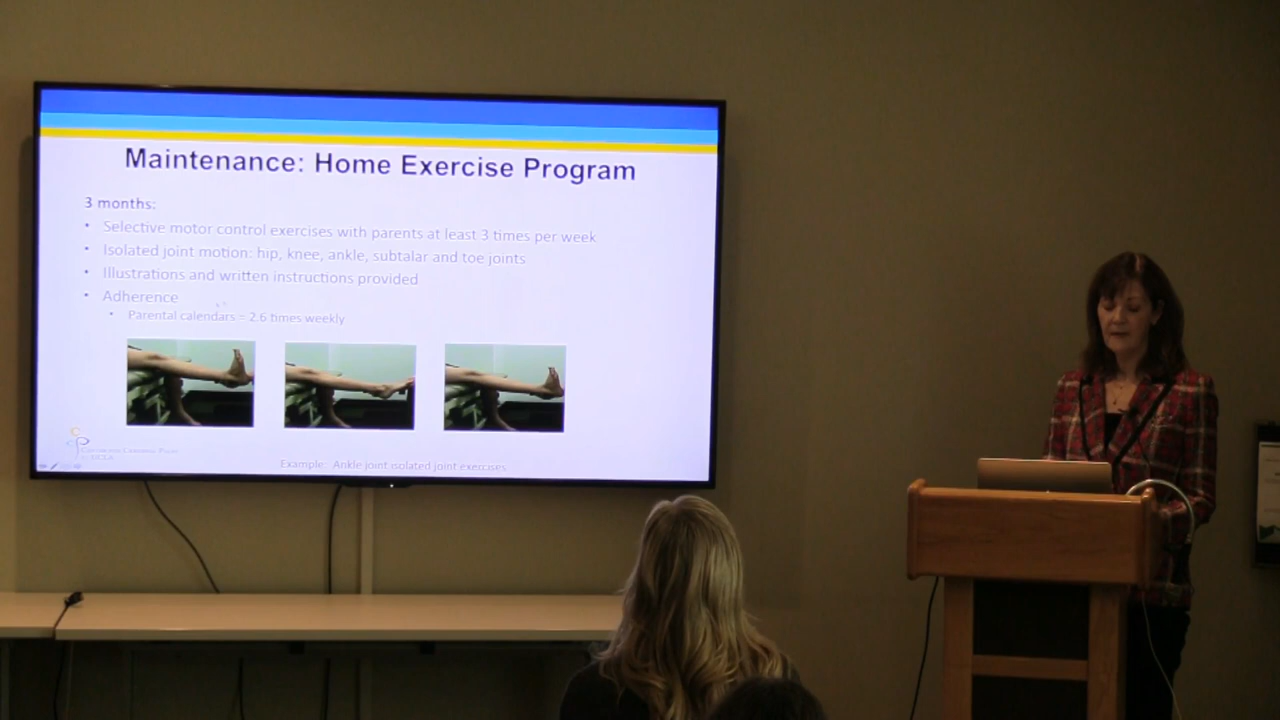 Maintenance: Home Exercise Program
3 months:
• Selective motor control exercises with parents at least 3 times per week
• Isolated joint motion: hip, knee, ankle, subtalar and toe joints
• Illustrations and written instructions provided
• Adherence
• Parental calendars = 2.6 times weekly
Example: Ankle joint isolated joint exercises